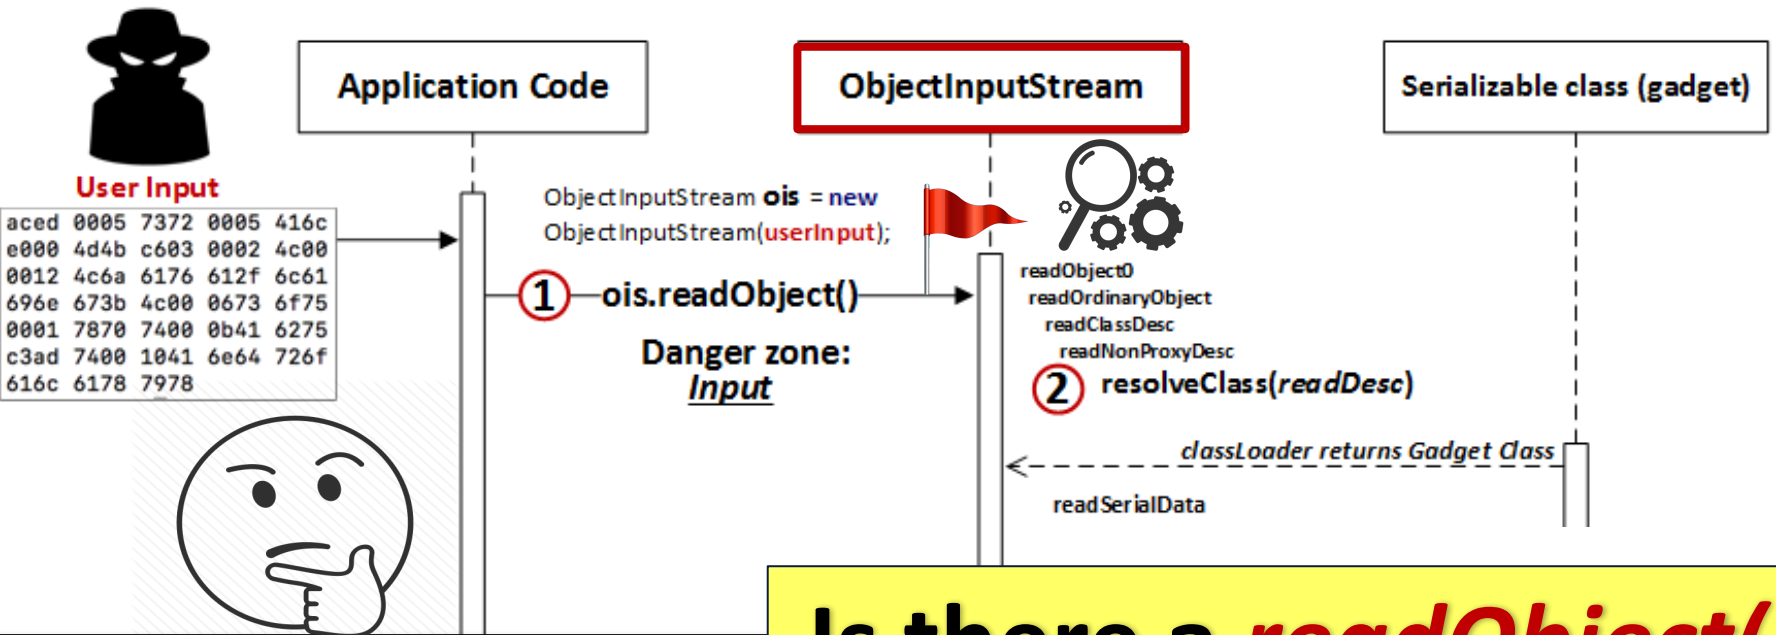 Application Code
ObjectInputStream
Serializable class (gadget)
User Input
aced 0005 7372 0005 416c
e000 4d4b c603 0002 4c00
0012 4c6a 6176 612f 6c61
696e 673b 4c00 0673 6f75
0001 7870 7400 0b41 6275
c3ad 7400 1041 6e64 726f
616c 6178 7978
ObjectInputStream ois = new
ObjectInputStream(userInput);
1 ois.readObject()
Danger zone:
Input
readObject0
readOrdinaryObject
readClassDesc
readNonProxyDesc
2 resolveClass(readDesc)
classLoader returns Gadget Class
readSerialData
Is there a readObject(